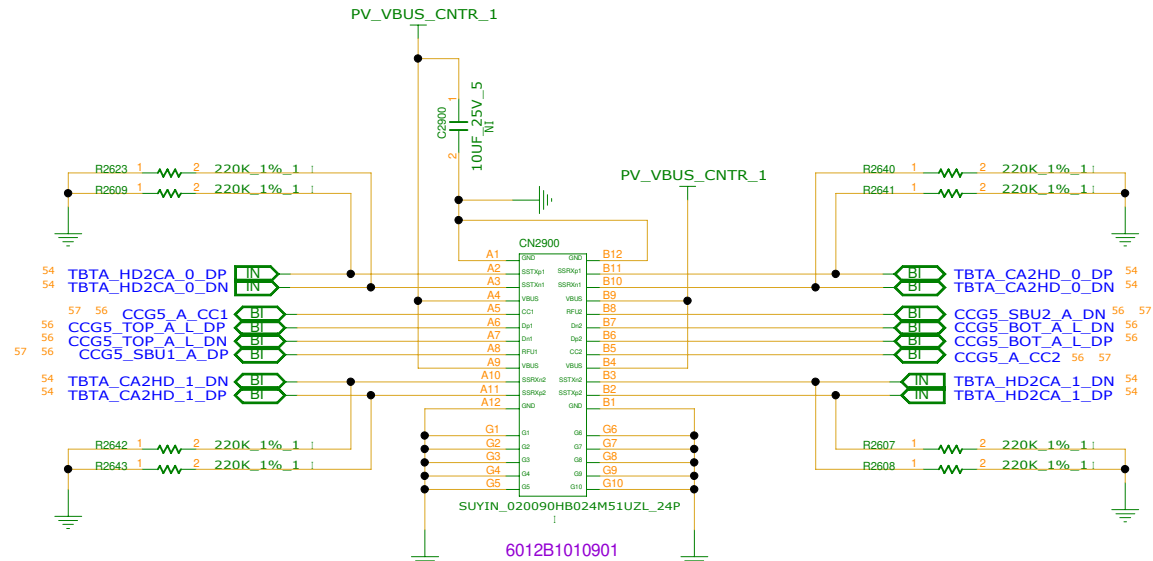 PV_VBUS_CNTR_1
C2900
1
2
10UF_25V_5
NI
PV_VBUS_CNTR_1
R2623 1 2 220K_1%_1
R2609 1 2 220K_1%_1
R2640 1 2 220K_1%_1
R2641 1 2 220K_1%_1
CN2900
A1 GND GND B12
54 TBTA_HD2CA_0_DP IN A2 SSTXp1 SSRXp1 B11 BI TBTA_CA2HD_0_DP 54
54 TBTA_HD2CA_0_DN IN A3 SSTXn1 SSRXn1 B10 BI TBTA_CA2HD_0_DN 54
A4 VBUS VBUS B9
57 56 CCG5_A_CC1 BI A5 CC1 RFU2 B8 BI CCG5_SBU2_A_DN 56 57
56 CCG5_TOP_A_L_DP BI A6 Dp1 Dn2 B7 BI CCG5_BOT_A_L_DN 56
56 CCG5_TOP_A_L_DN BI A7 Dn1 Dp2 B6 BI CCG5_BOT_A_L_DP 56
57 56 CCG5_SBU1_A_DP BI A8 RFU1 CC2 B5 BI CCG5_A_CC2 56 57
A9 VBUS VBUS B4
54 TBTA_CA2HD_1_DN BI A10 SSRXn2 SSTXn2 B3 IN TBTA_HD2CA_1_DN 54
54 TBTA_CA2HD_1_DP BI A11 SSRXp2 SSTXp2 B2 IN TBTA_HD2CA_1_DP 54
A12 GND GND B1
G1 G1 G6 G6
G2 G2 G7 G7
G3 G3 G8 G8
G4 G4 G9 G9
G5 G5 G10 G10
R2642 1 2 220K_1%_1
R2643 1 2 220K_1%_1
R2607 1 2 220K_1%_1
R2608 1 2 220K_1%_1
SUYIN_020090HB024M51UZL_24P
6012B1010901